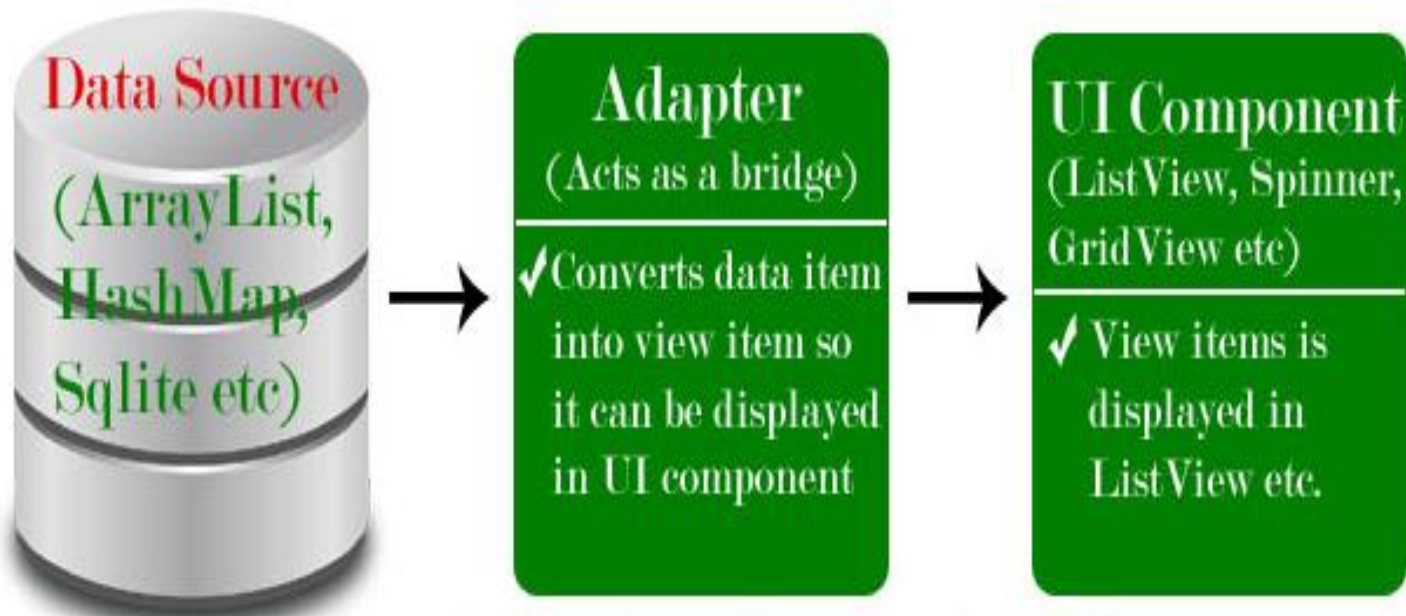 Data Source
(ArrayList,
HashMap,
Sqlite etc)
Adapter
(Acts as a bridge)
✓Converts data item
into view item so
it can be displayed
in UI component
UI Component
(ListView, Spinner,
GridView etc)
✓ View items is
displayed in
ListView etc.